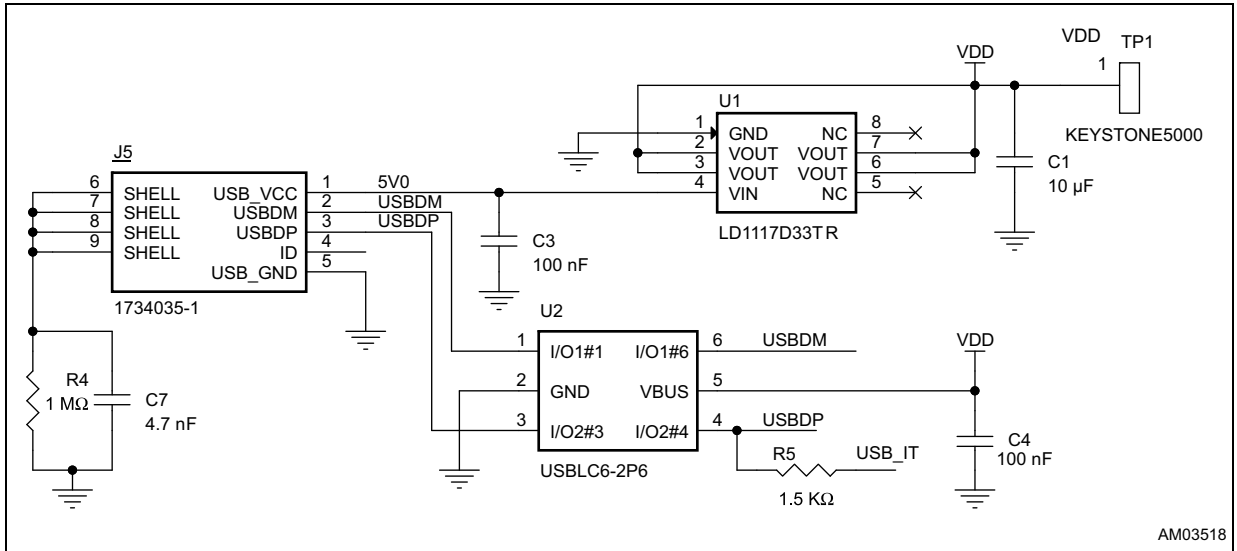 VDD
TP1
VDD
1
U1
KEYSTONE5000
1 GND NC 8
2 VOUT VOUT 7
3 VOUT VOUT 6
4 VIN NC 5
LD1117D33TR
C1
10 µF
J5
6 SHELL USB_VCC 1 5V0
7 SHELL USBDM 2 USBDM
8 SHELL USBDP 3 USBDP
9 SHELL ID 4
USB_GND 5
1734035-1
C3
100 nF
U2
1 I/O1#1 I/O1#6 6 USBDM
2 GND VBUS 5
3 I/O2#3 I/O2#4 4 USBDP
USBLC6-2P6
VDD
R4
1 MΩ
C7
4.7 nF
R5
USB_IT
1.5 KΩ
C4
100 nF
AM03518